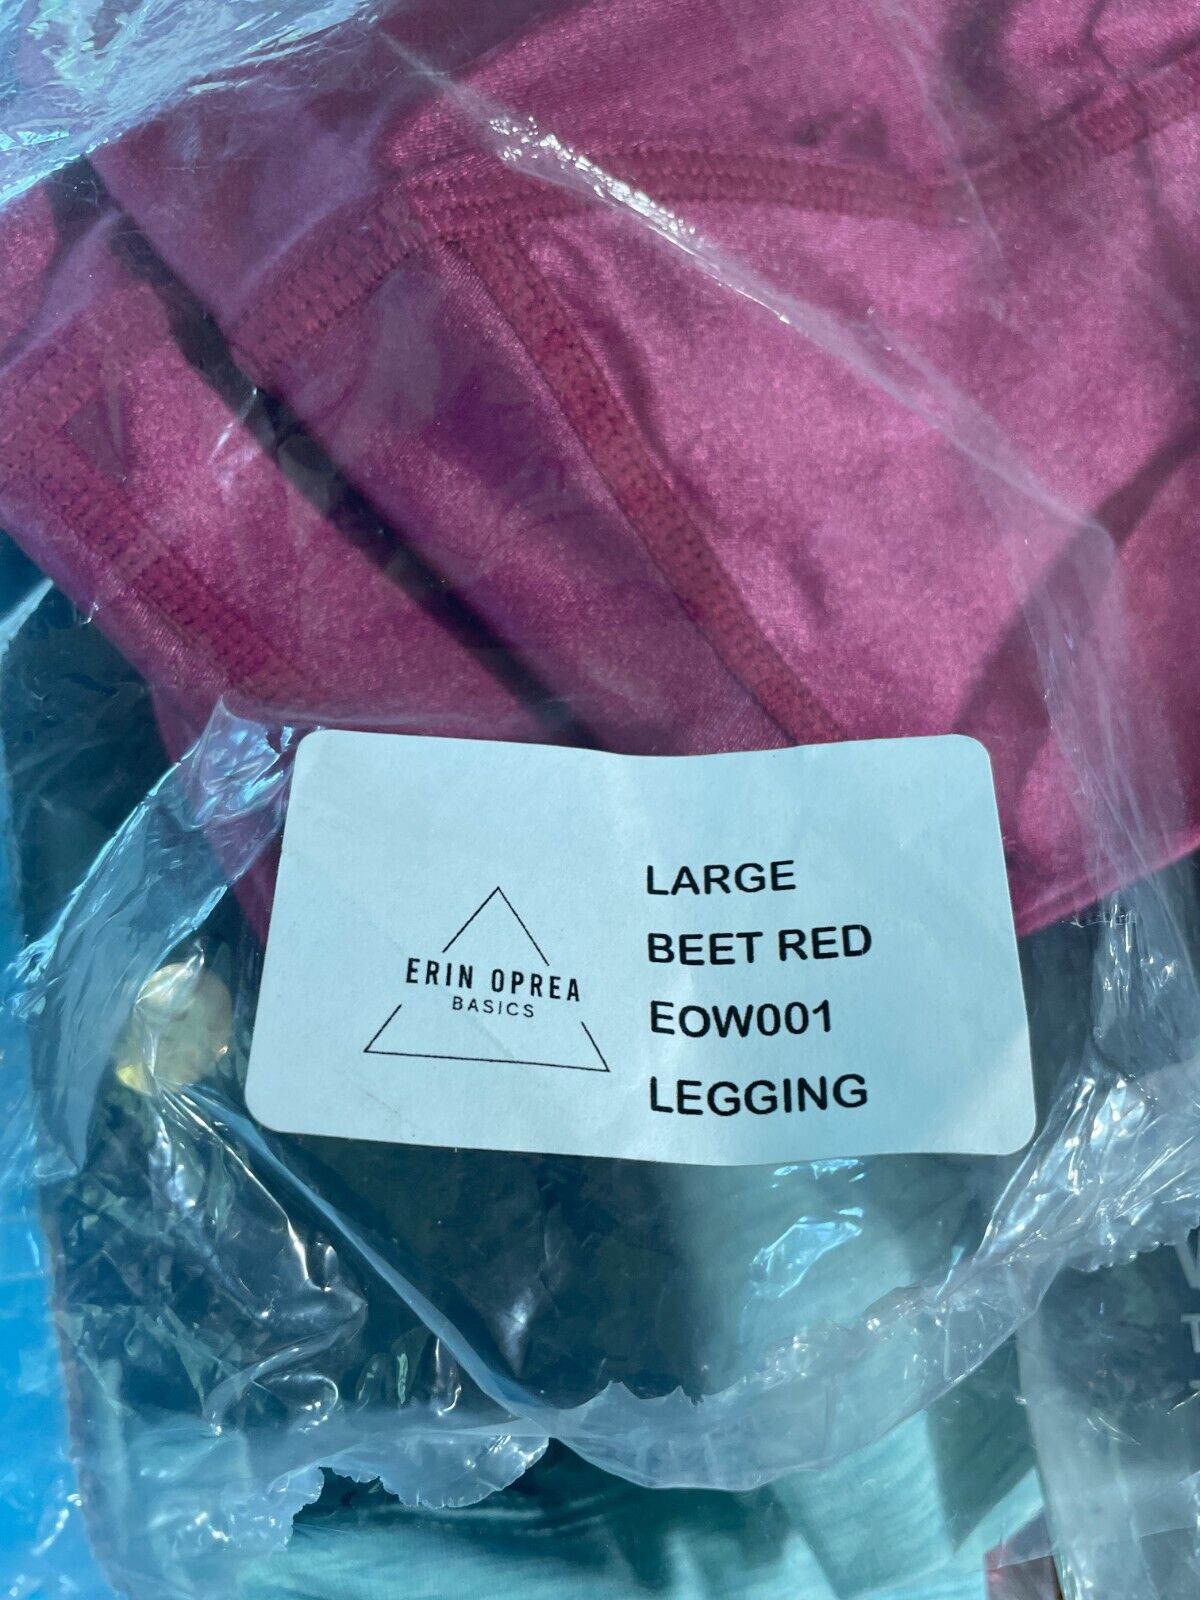 ERIN OPREA
BASICS
LARGE
BEET RED
EOW001
LEGGING